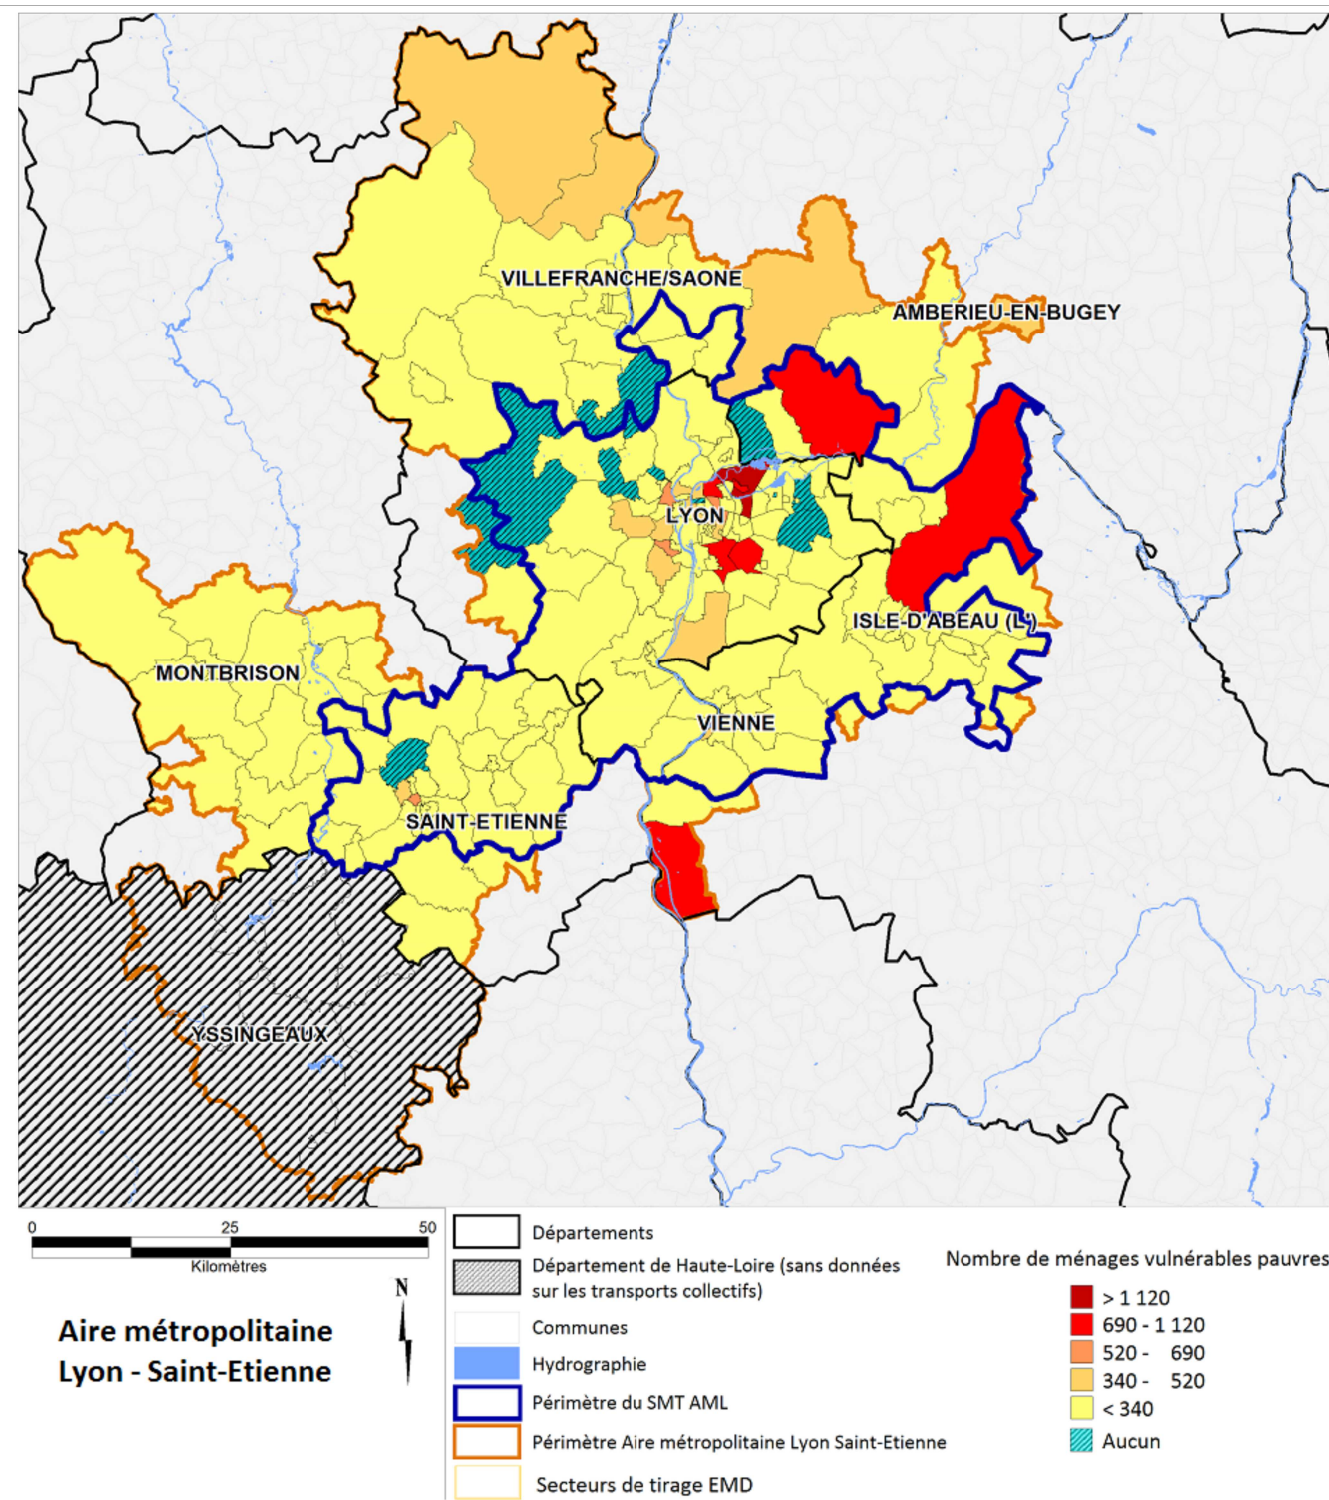 VILLEFRANCHE/SAONE
AMBERIEU-EN-BUGEY
LYON
ISLE-D'ABEAU (L')
MONTBRISON
VIENNE
SAINT-ETIENNE
YSSINGEAUX
0 25 50
Kilomètres
N
Aire métropolitaine
Lyon - Saint-Etienne
Départements
Département de Haute-Loire (sans données
sur les transports collectifs)
Communes
Hydrographie
Périmètre du SMT AML
Périmètre Aire métropolitaine Lyon Saint-Etienne
Secteurs de tirage EMD
Nombre de ménages vulnérables pauvres
> 1 120
690 - 1 120
520 - 690
340 - 520
< 340
Aucun